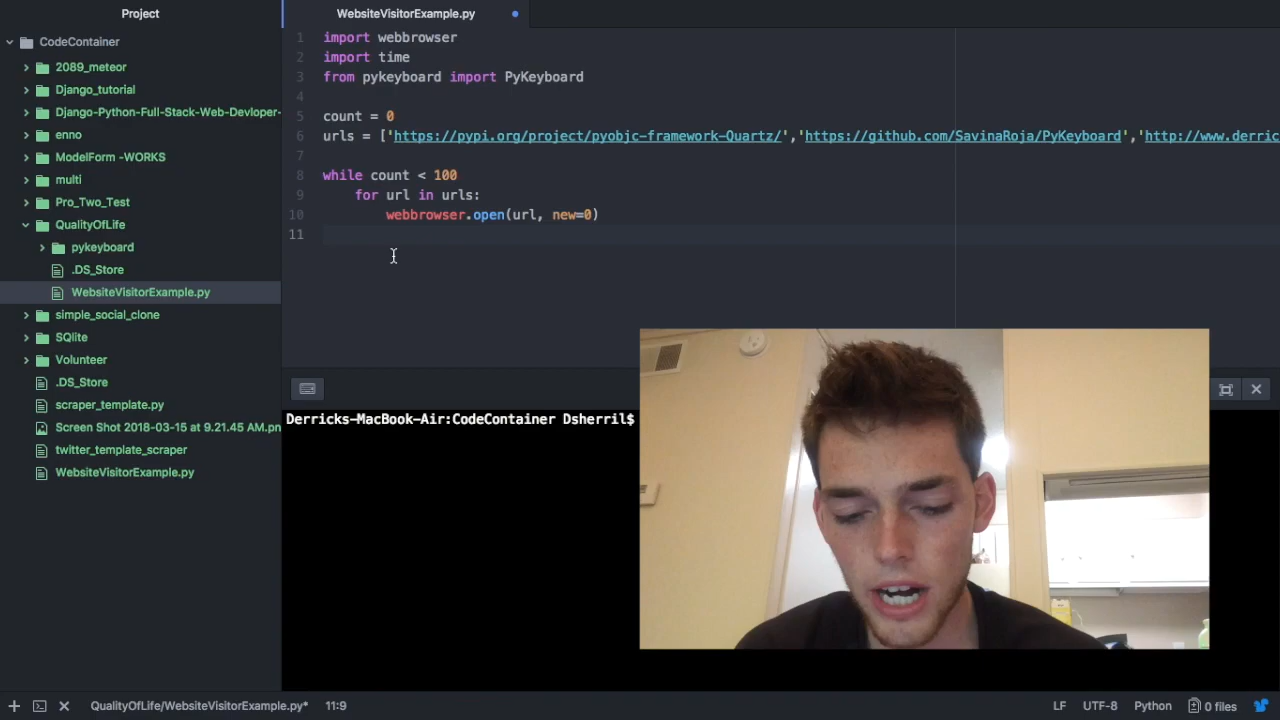 Project
CodeContainer
2089_meteor
Django_tutorial
Django-Python-Full-Stack-Web-Devloper-
enno
ModelForm -WORKS
multi
Pro_Two_Test
QualityOfLife
pykeyboard
.DS_Store
WebsiteVisitorExample.py
simple_social_clone
SQlite
Volunteer
.DS_Store
scraper_template.py
Screen Shot 2018-03-15 at 9.21.45 AM.pn
twitter_template_scraper
WebsiteVisitorExample.py
WebsiteVisitorExample.py
1 import webbrowser
2 import time
3 from pykeyboard import PyKeyboard
4
5 count = 0
6 urls = ['https://pypi.org/project/pyobjc-framework-Quartz/','https://github.com/SavinaRoja/PyKeyboard','http://www.derric
7
8 while count < 100
9 for url in urls:
10 webbrowser.open(url, new=0)
11
Derricks-MacBook-Air:CodeContainer Dsherril$
QualityOfLife/WebsiteVisitorExample.py* 11:9 LF UTF-8 Python 0 files